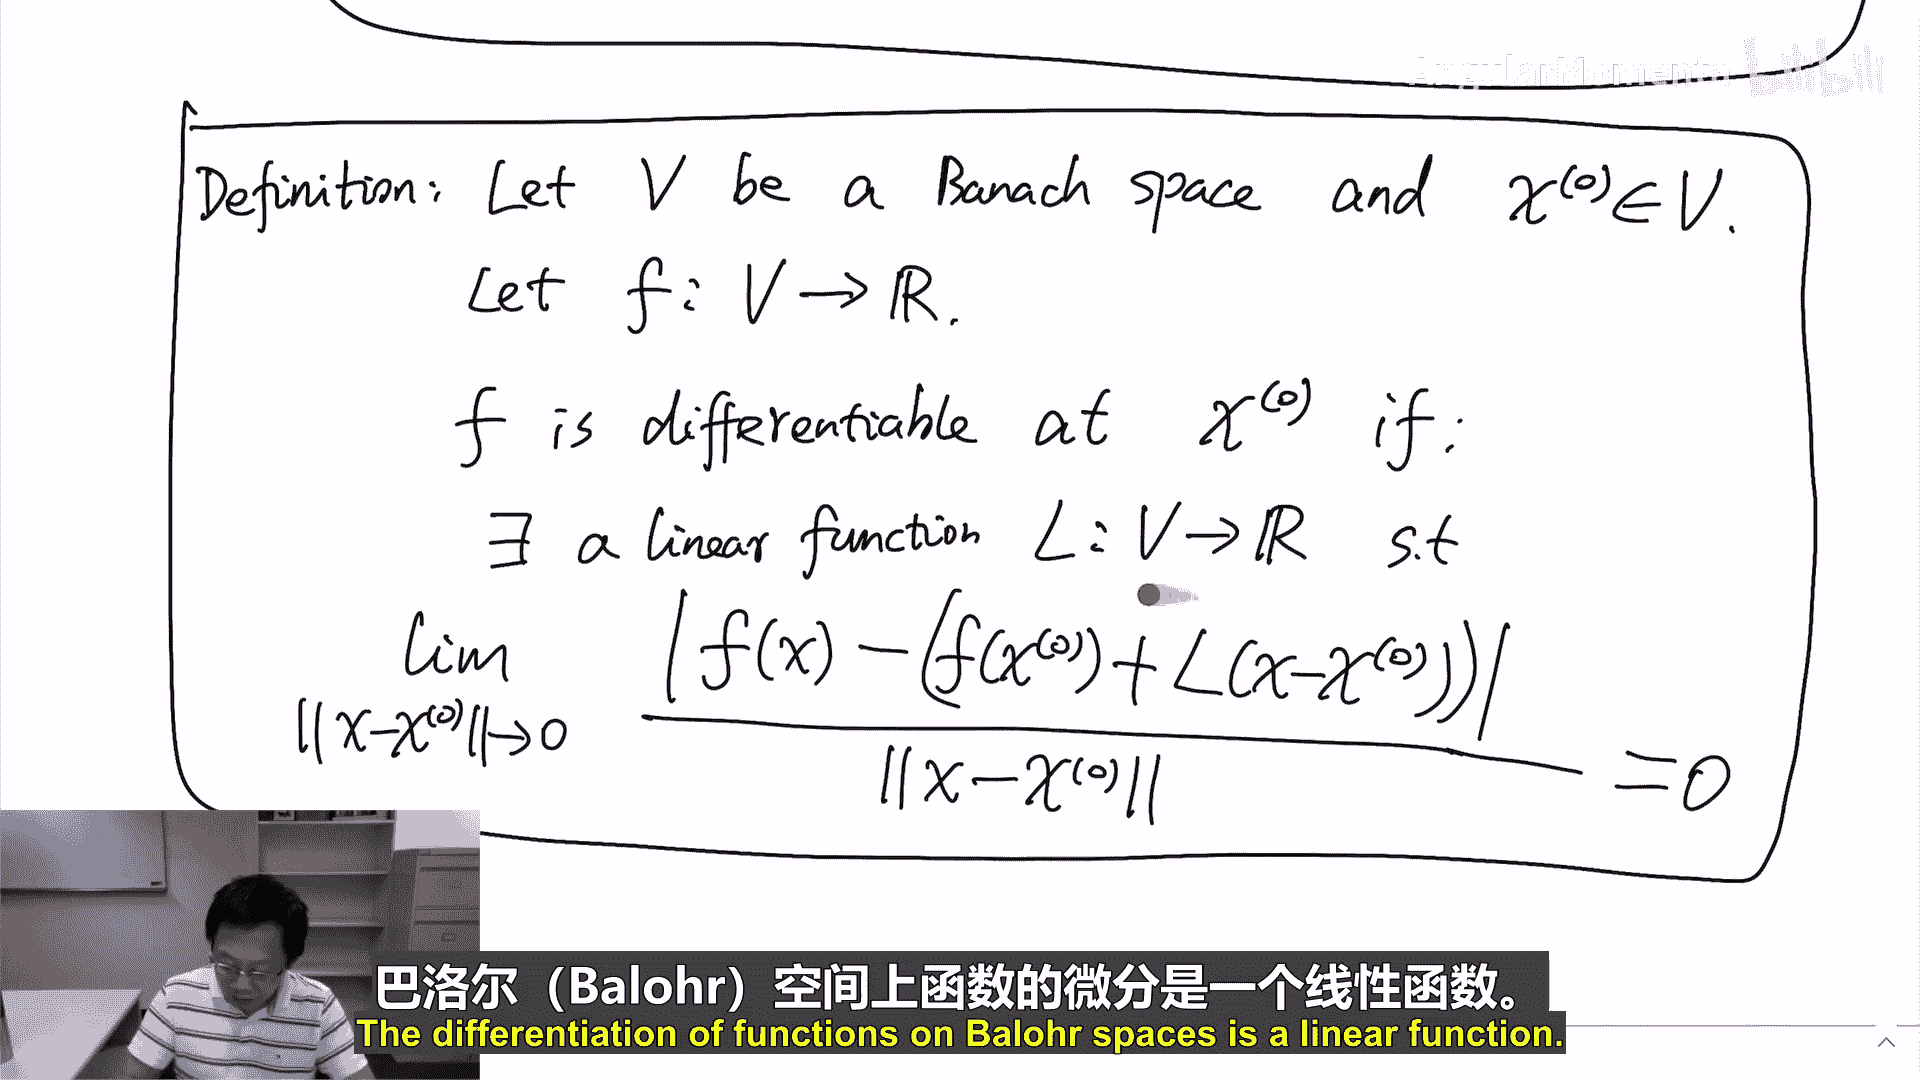 AngularMomenta bilibili
Definition: Let V be a Banach space and x⁽⁰⁾ ∈ V.
Let f: V → ℝ.
f is differentiable at x⁽⁰⁾ if:
∃ a linear function L: V → ℝ s.t
lim |f(x) − (f(x⁽⁰⁾) + L(x−x⁽⁰⁾))|
||x−x⁽⁰⁾||→0 ||x−x⁽⁰⁾|| = 0
巴洛尔（Balohr）空间上函数的微分是一个线性函数。
The differentiation of functions on Balohr spaces is a linear function.